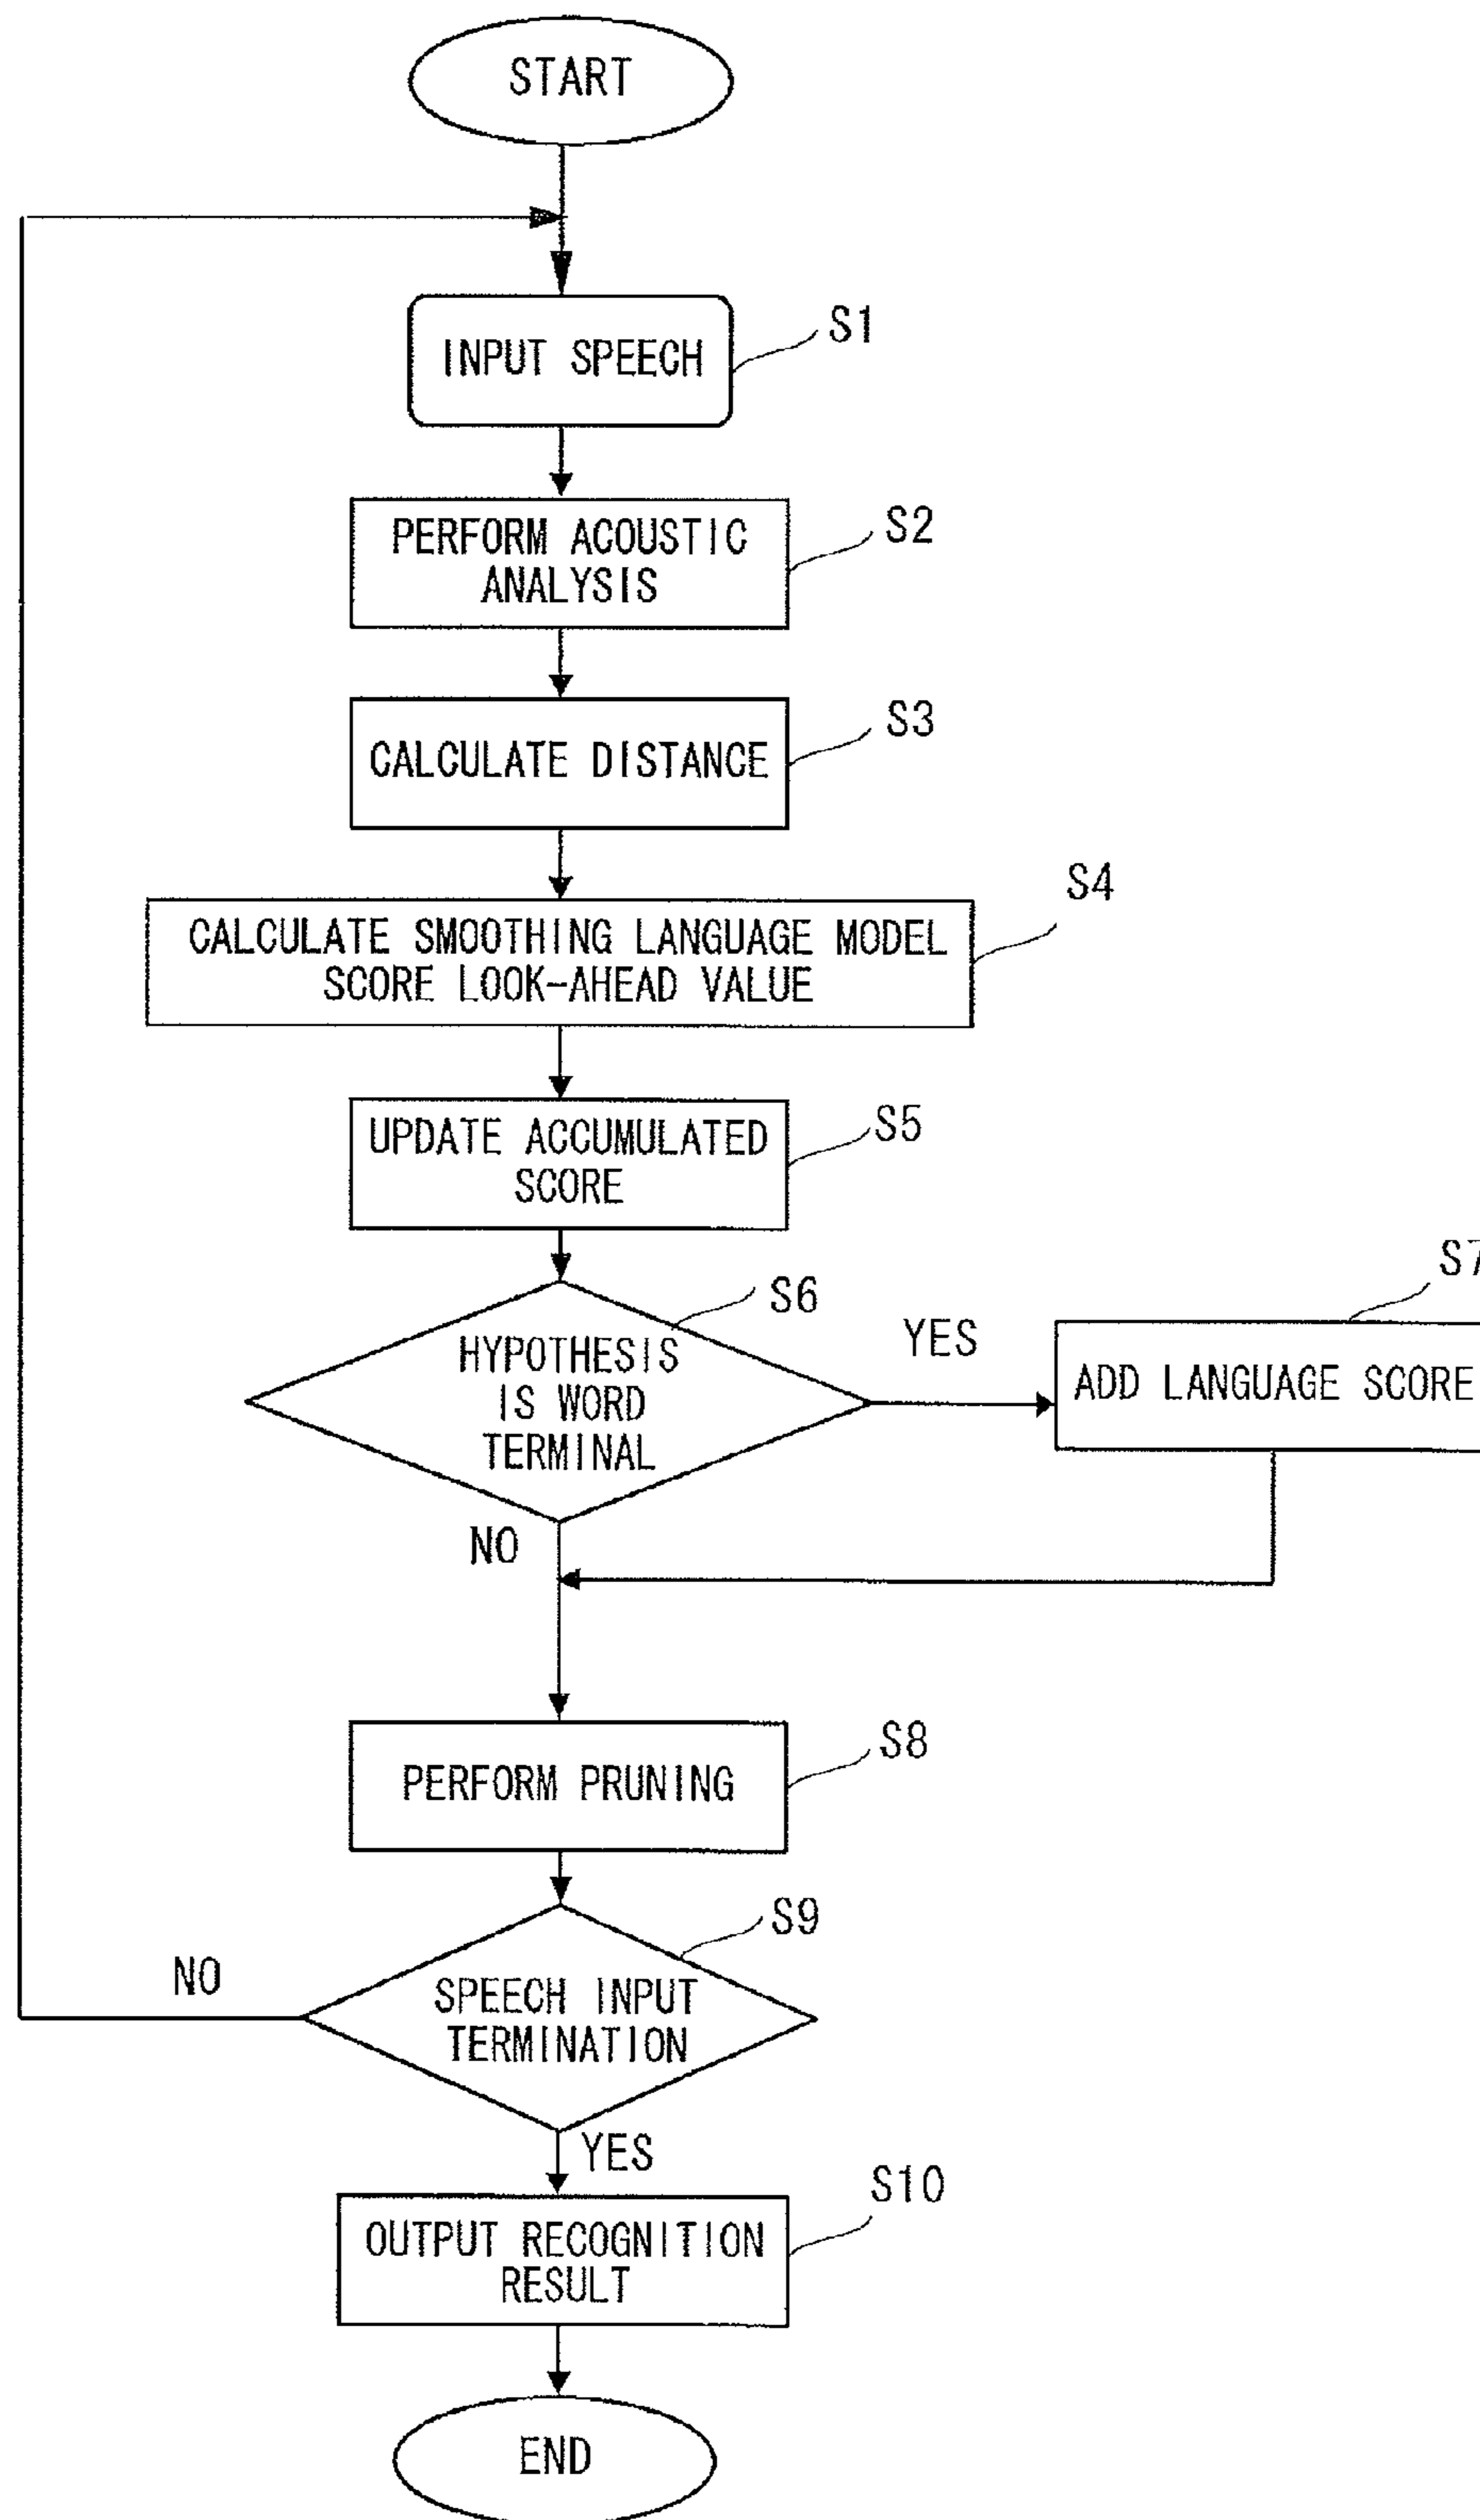 START
INPUT SPEECH
S1
PERFORM ACOUSTIC
ANALYSIS
S2
CALCULATE DISTANCE
S3
CALCULATE SMOOTHING LANGUAGE MODEL
SCORE LOOK-AHEAD VALUE
S4
UPDATE ACCUMULATED
SCORE
S5
HYPOTHESIS
IS WORD
TERMINAL
S6
YES
ADD LANGUAGE SCORE
S7
NO
PERFORM PRUNING
S8
SPEECH INPUT
TERMINATION
S9
NO
YES
OUTPUT RECOGNITION
RESULT
S10
END